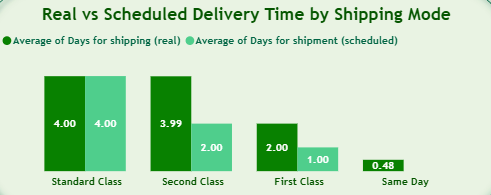 Real vs Scheduled Delivery Time by Shipping Mode
Average of Days for shipping (real) Average of Days for shipment (scheduled)
4.00 4.00 3.99 2.00 2.00 1.00 0.48
Standard Class Second Class First Class Same Day